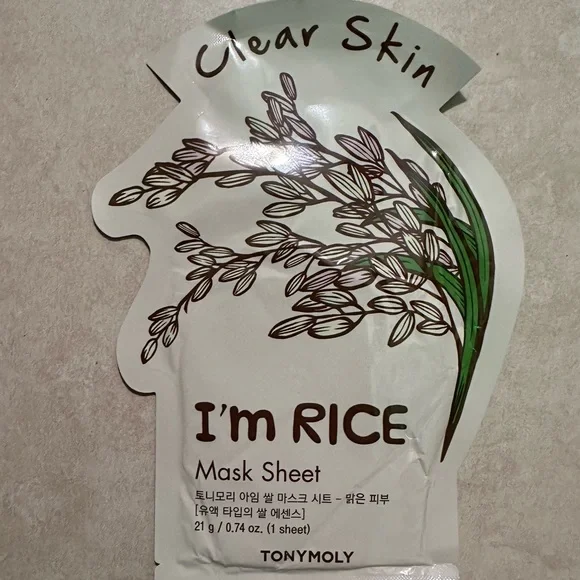 Clear Skin
I'm RICE
Mask Sheet
토니모리 아임 쌀 마스크 시트 - 맑은 피부
[유액 타입의 쌀 에센스]
21 g / 0.74 oz. (1 sheet)
TONYMOLY